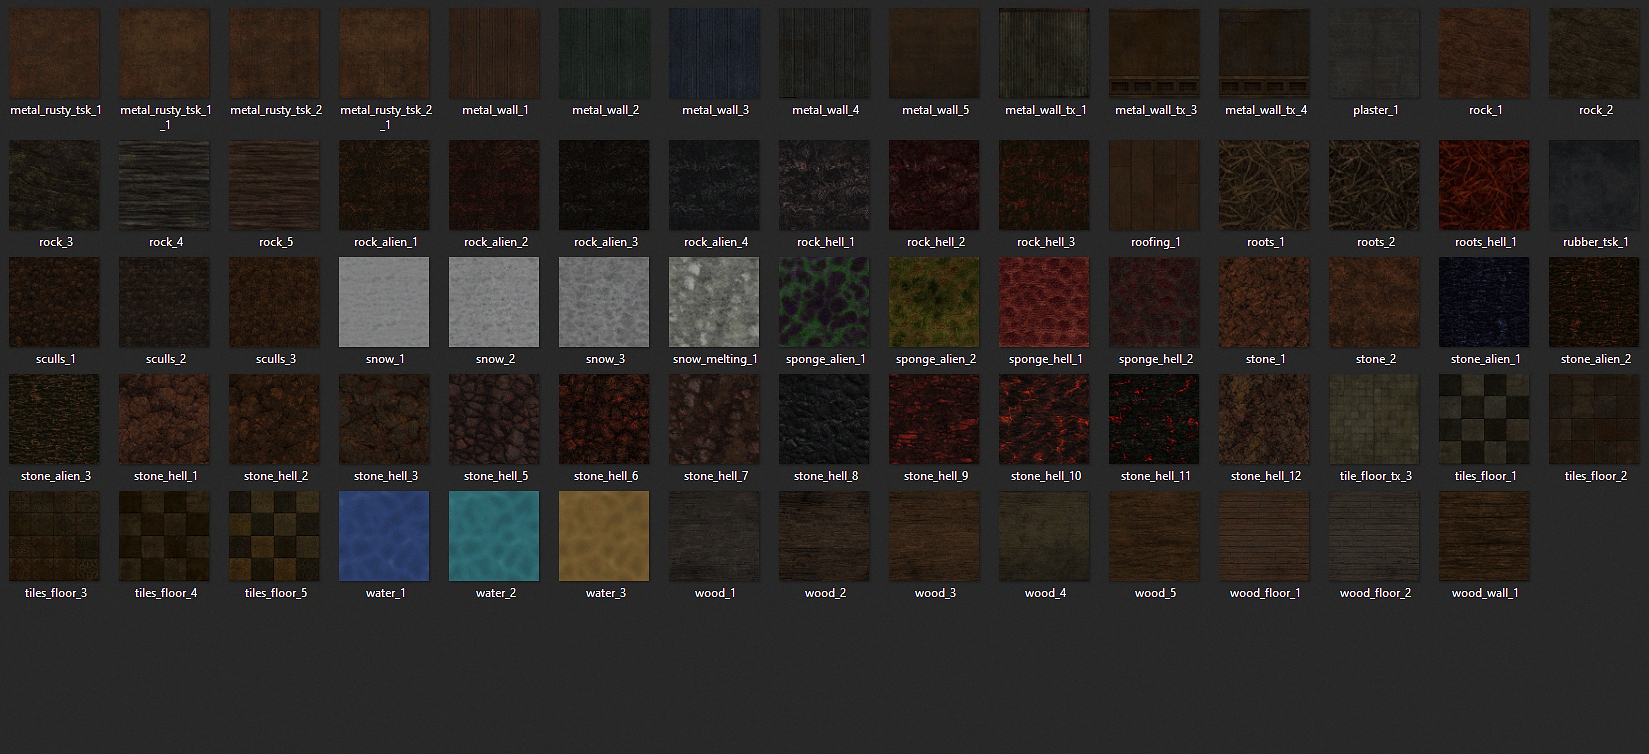 metal_rusty_tsk_1
metal_rusty_tsk_1
_1
metal_rusty_tsk_2
metal_rusty_tsk_2
_1
metal_wall_1
metal_wall_2
metal_wall_3
metal_wall_4
metal_wall_5
metal_wall_tx_1
metal_wall_tx_3
metal_wall_tx_4
plaster_1
rock_1
rock_2
rock_3
rock_4
rock_5
rock_alien_1
rock_alien_2
rock_alien_3
rock_alien_4
rock_hell_1
rock_hell_2
rock_hell_3
roofing_1
roots_1
roots_2
roots_hell_1
rubber_tsk_1
sculls_1
sculls_2
sculls_3
snow_1
snow_2
snow_3
snow_melting_1
sponge_alien_1
sponge_alien_2
sponge_hell_1
sponge_hell_2
stone_1
stone_2
stone_alien_1
stone_alien_2
stone_alien_3
stone_hell_1
stone_hell_2
stone_hell_3
stone_hell_5
stone_hell_6
stone_hell_7
stone_hell_8
stone_hell_9
stone_hell_10
stone_hell_11
stone_hell_12
tile_floor_tx_3
tiles_floor_1
tiles_floor_2
tiles_floor_3
tiles_floor_4
tiles_floor_5
water_1
water_2
water_3
wood_1
wood_2
wood_3
wood_4
wood_5
wood_floor_1
wood_floor_2
wood_wall_1